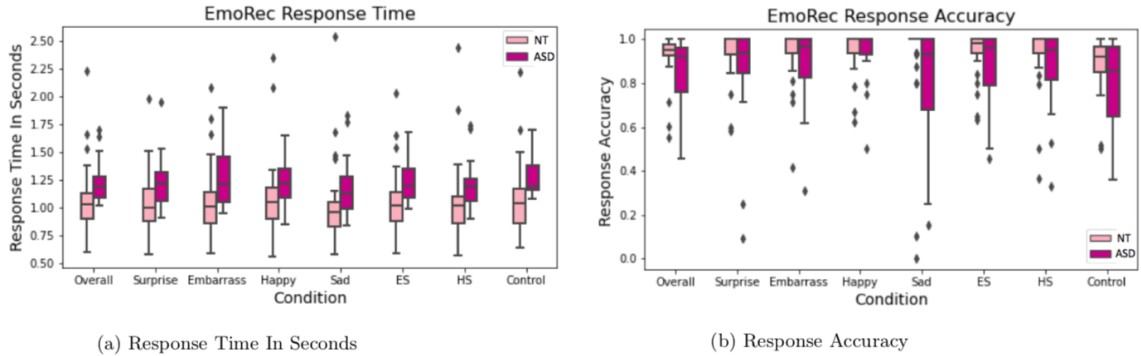 EmoRec Response Time
Response Time In Seconds
2.50
2.25
2.00
1.75
1.50
1.25
1.00
0.75
0.50
NT
ASD
Overall Surprise Embarrass Happy Sad ES HS Control
Condition
(a) Response Time In Seconds
EmoRec Response Accuracy
Response Accuracy
1.0
0.8
0.6
0.4
0.2
0.0
NT
ASD
Overall Surprise Embarrass Happy Sad ES HS Control
Condition
(b) Response Accuracy